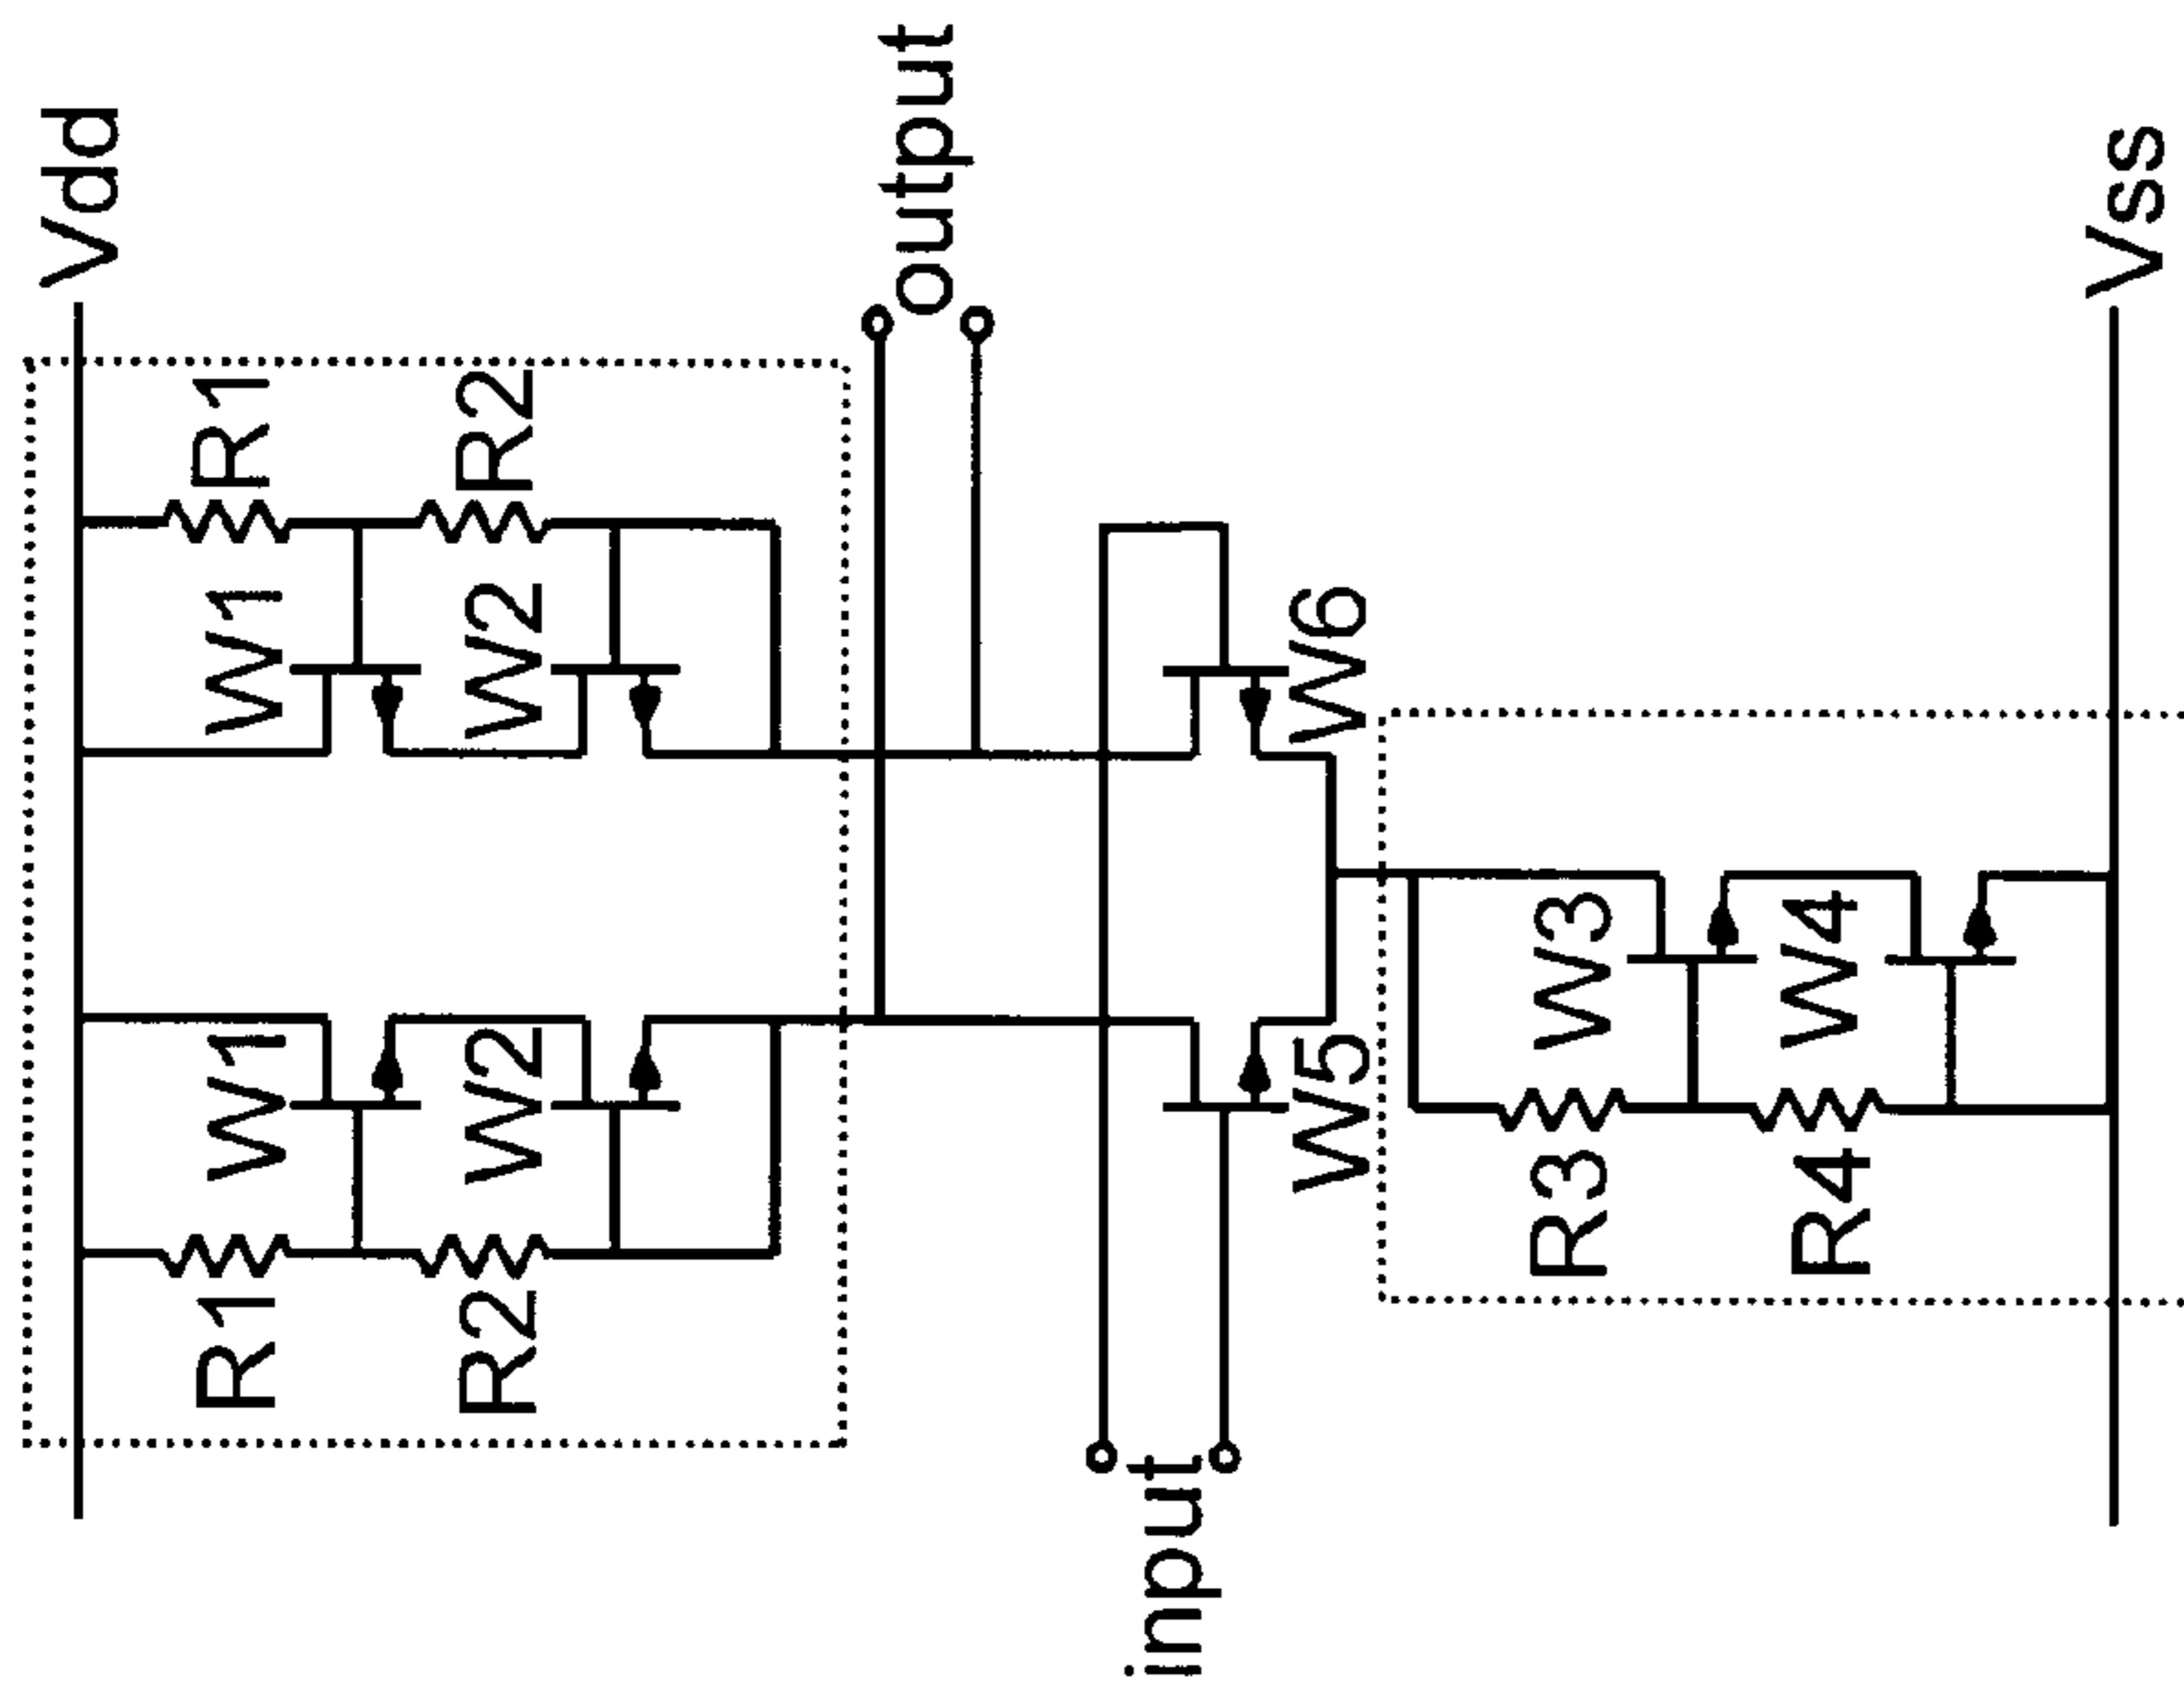 Vdd
R1 W1 W1 R1
R2 W2 W2 R2
output
input
W5 W6
R3 W3
R4 W4
Vss